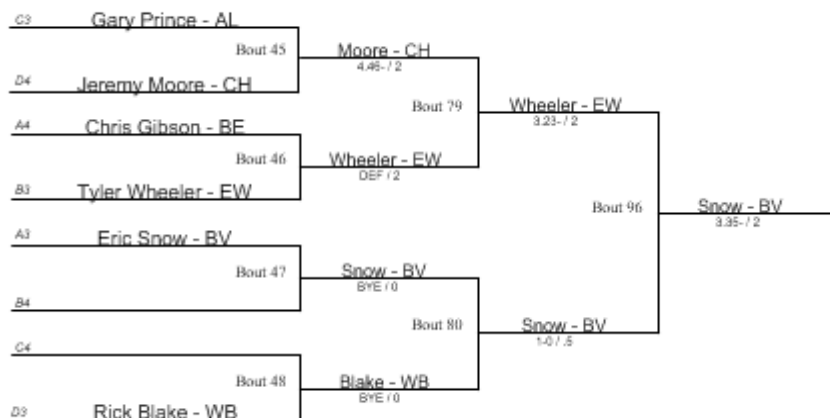 C3 Gary Prince - AL
Bout 45 Moore - CH
4.46- / 2
D4 Jeremy Moore - CH
Bout 79 Wheeler - EW
3.23- / 2
A4 Chris Gibson - BE
Bout 46 Wheeler - EW
DEF / 2
B3 Tyler Wheeler - EW
Bout 96 Snow - BV
3.35- / 2
A3 Eric Snow - BV
Bout 47 Snow - BV
BYE / 0
B4
Bout 80 Snow - BV
1-0 / .5
C4
Bout 48 Blake - WB
BYE / 0
D3 Rick Blake - WB